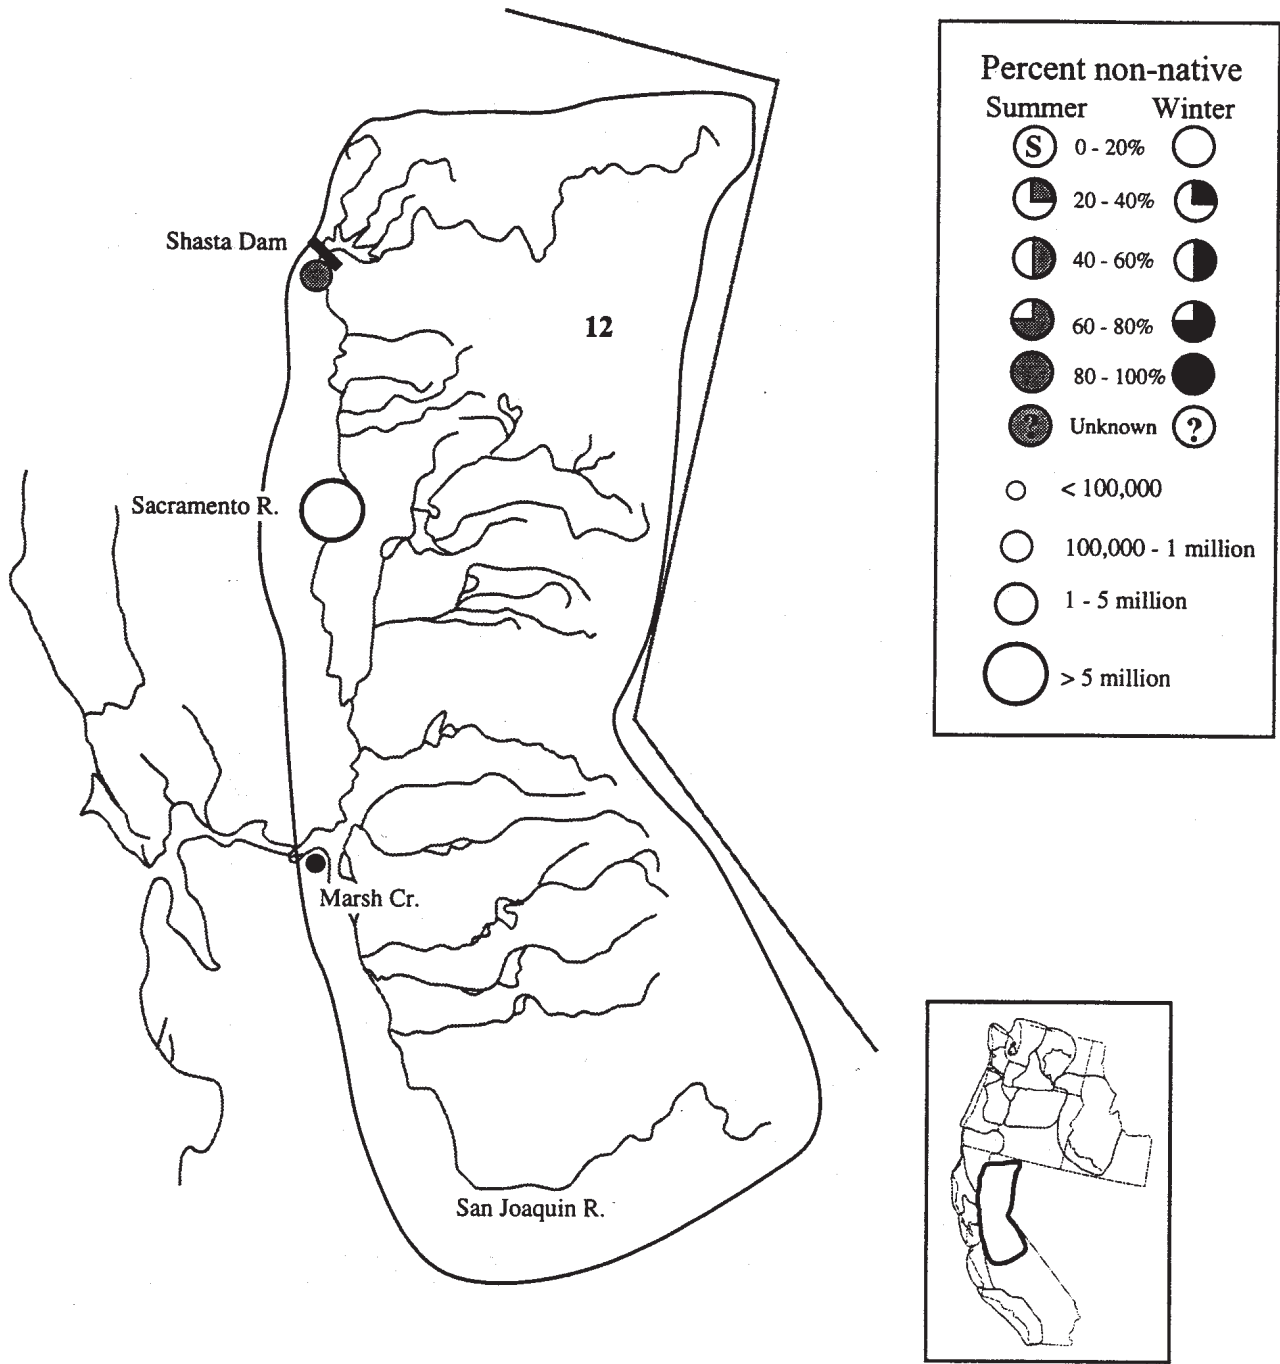 Percent non-native
Summer Winter
S 0 - 20%
20 - 40%
40 - 60%
60 - 80%
80 - 100%
? Unknown ?
< 100,000
100,000 - 1 million
1 - 5 million
> 5 million
Shasta Dam
12
Sacramento R.
Marsh Cr.
San Joaquin R.